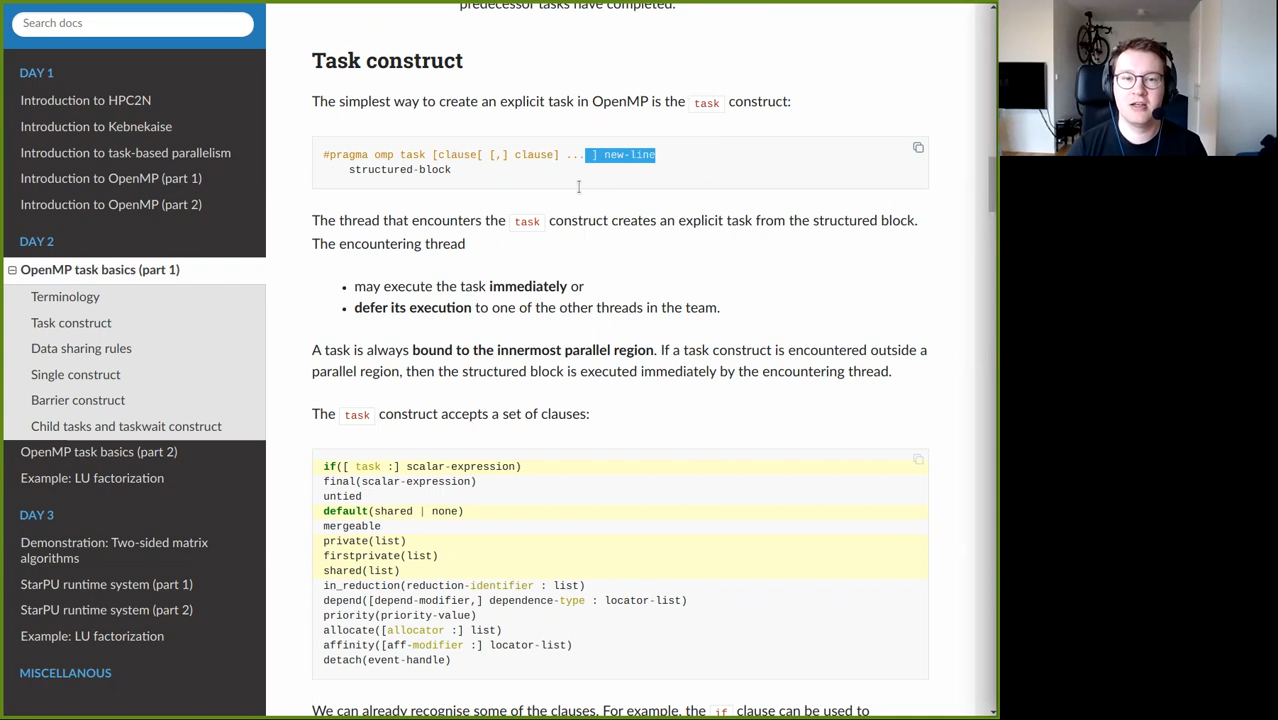 predecessor tasks have completed.
Search docs
DAY 1
Introduction to HPC2N
Introduction to Kebnekaise
Introduction to task-based parallelism
Introduction to OpenMP (part 1)
Introduction to OpenMP (part 2)
DAY 2
OpenMP task basics (part 1)
Terminology
Task construct
Data sharing rules
Single construct
Barrier construct
Child tasks and taskwait construct
OpenMP task basics (part 2)
Example: LU factorization
DAY 3
Demonstration: Two-sided matrix
algorithms
StarPU runtime system (part 1)
StarPU runtime system (part 2)
Example: LU factorization
MISCELLANOUS
Task construct
The simplest way to create an explicit task in OpenMP is the task construct:
#pragma omp task [clause[ [,] clause] ... ] new-line
structured-block
The thread that encounters the task construct creates an explicit task from the structured block.
The encountering thread
• may execute the task immediately or
• defer its execution to one of the other threads in the team.
A task is always bound to the innermost parallel region. If a task construct is encountered outside a
parallel region, then the structured block is executed immediately by the encountering thread.
The task construct accepts a set of clauses:
if([ task :] scalar-expression)
final(scalar-expression)
untied
default(shared | none)
mergeable
private(list)
firstprivate(list)
shared(list)
in_reduction(reduction-identifier : list)
depend([depend-modifier,] dependence-type : locator-list)
priority(priority-value)
allocate([allocator :] list)
affinity([aff-modifier :] locator-list)
detach(event-handle)
We can already recognise some of the clauses. For example, the if clause can be used to